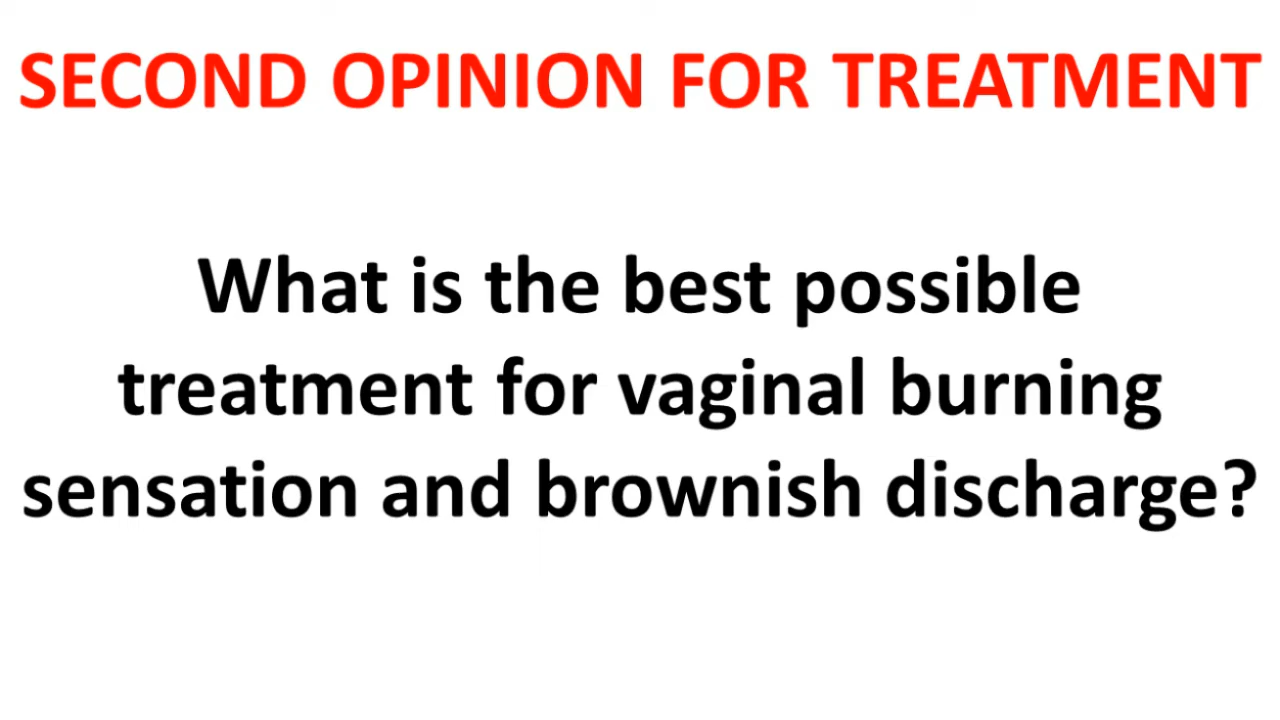 SECOND OPINION FOR TREATMENT
What is the best possible
treatment for vaginal burning
sensation and brownish discharge?